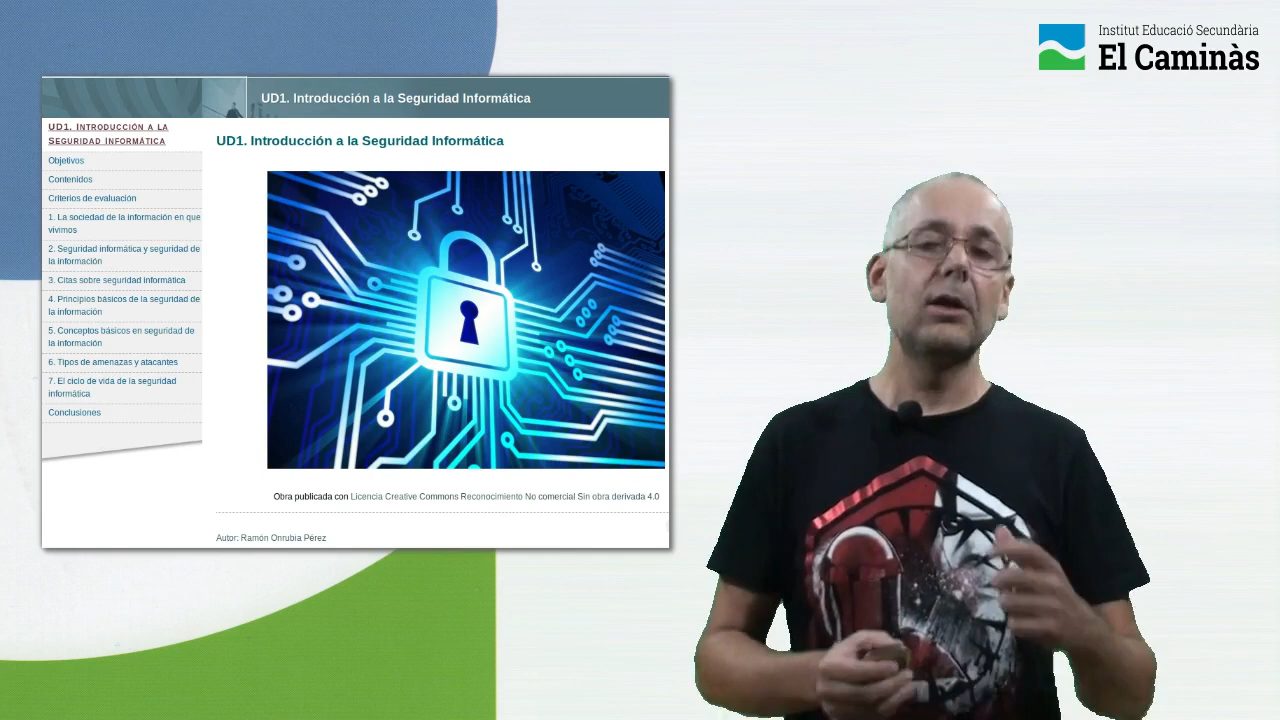 Institut Educació Secundària
El Caminàs
UD1. Introducción a la Seguridad Informática
UD1. Introducción a la
Seguridad Informática
Objetivos
Contenidos
Criterios de evaluación
1. La sociedad de la información en que
vivimos
2. Seguridad informática y seguridad de
la información
3. Citas sobre seguridad informática
4. Principios básicos de la seguridad de
la información
5. Conceptos básicos en seguridad de
la información
6. Tipos de amenazas y atacantes
7. El ciclo de vida de la seguridad
informática
Conclusiones
UD1. Introducción a la Seguridad Informática
Obra publicada con Licencia Creative Commons Reconocimiento No comercial Sin obra derivada 4.0
Autor: Ramón Onrubia Pérez